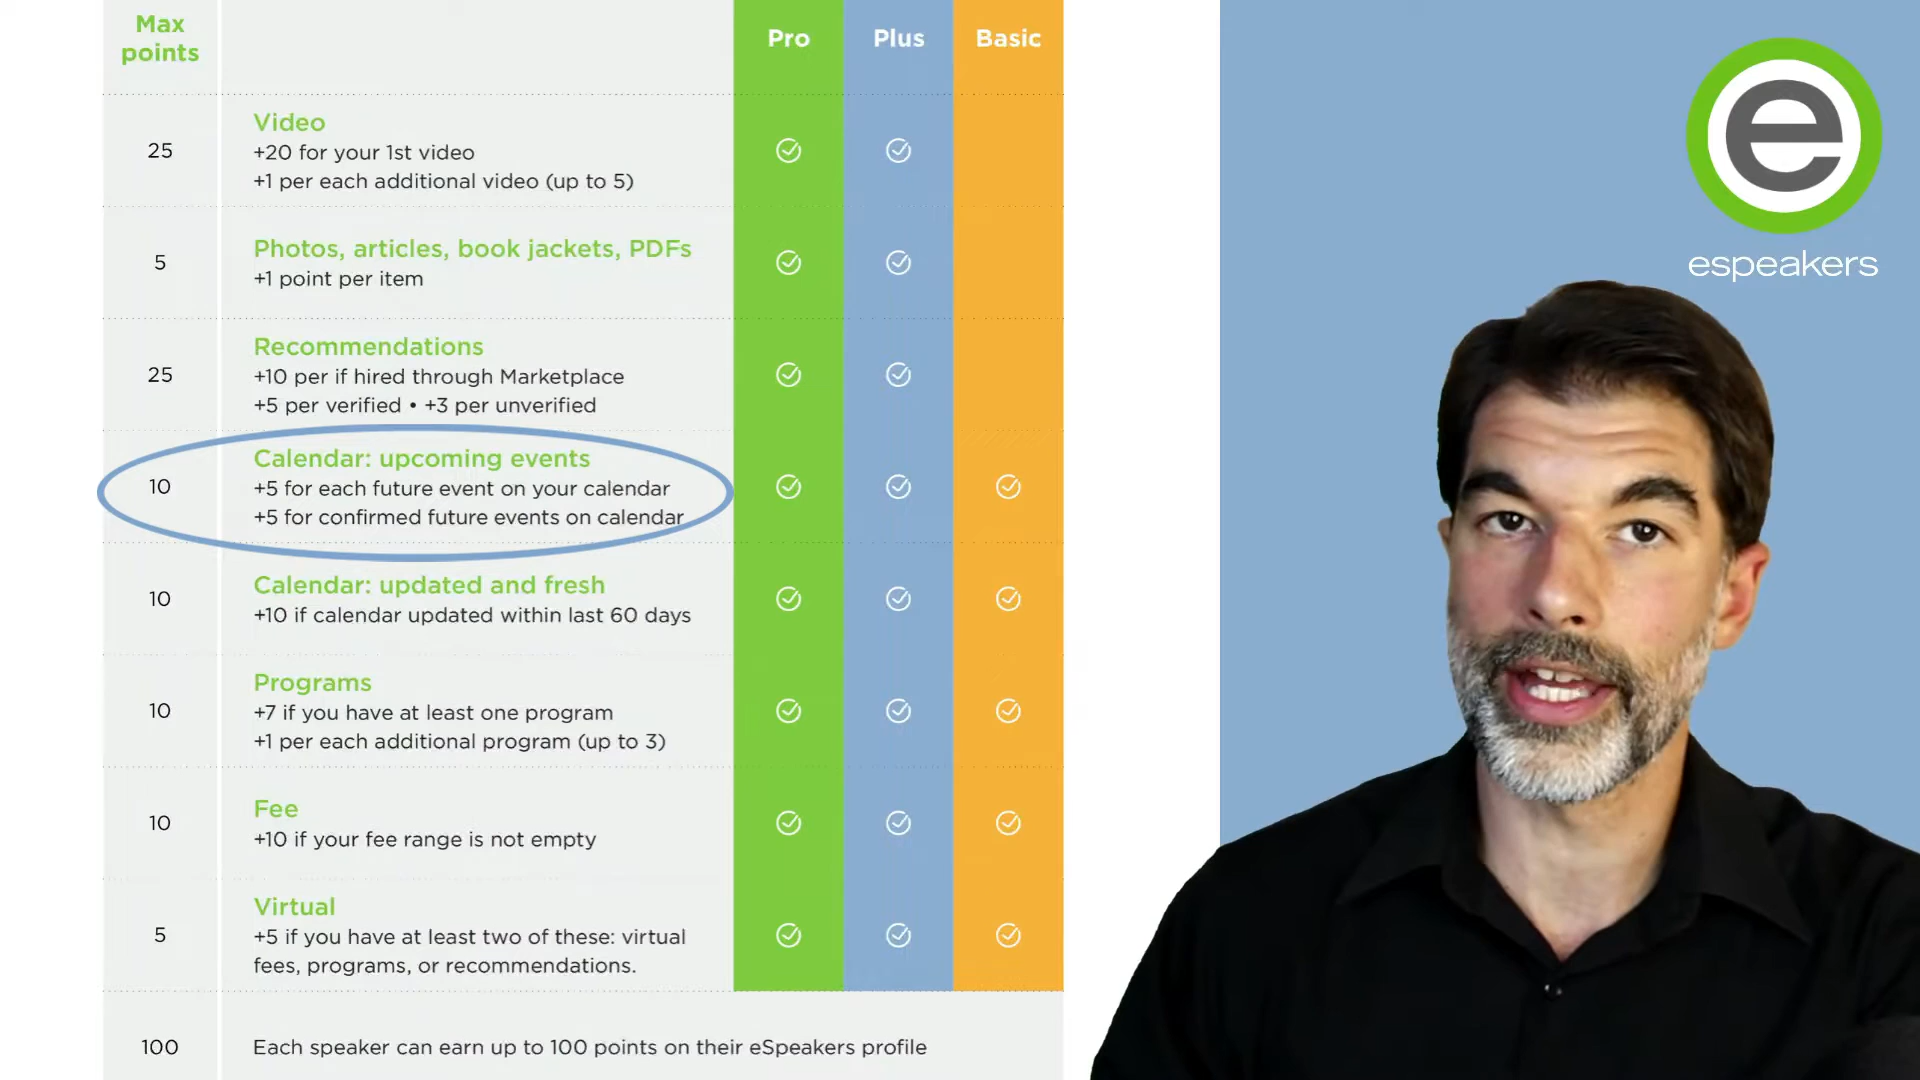 Max
points
Pro
Plus
Basic
25
Video
+20 for your 1st video
+1 per each additional video (up to 5)
5
Photos, articles, book jackets, PDFs
+1 point per item
25
Recommendations
+10 per if hired through Marketplace
+5 per verified • +3 per unverified
10
Calendar: upcoming events
+5 for each future event on your calendar
+5 for confirmed future events on calendar
10
Calendar: updated and fresh
+10 if calendar updated within last 60 days
10
Programs
+7 if you have at least one program
+1 per each additional program (up to 3)
10
Fee
+10 if your fee range is not empty
5
Virtual
+5 if you have at least two of these: virtual
fees, programs, or recommendations.
100
Each speaker can earn up to 100 points on their eSpeakers profile
e
espeakers